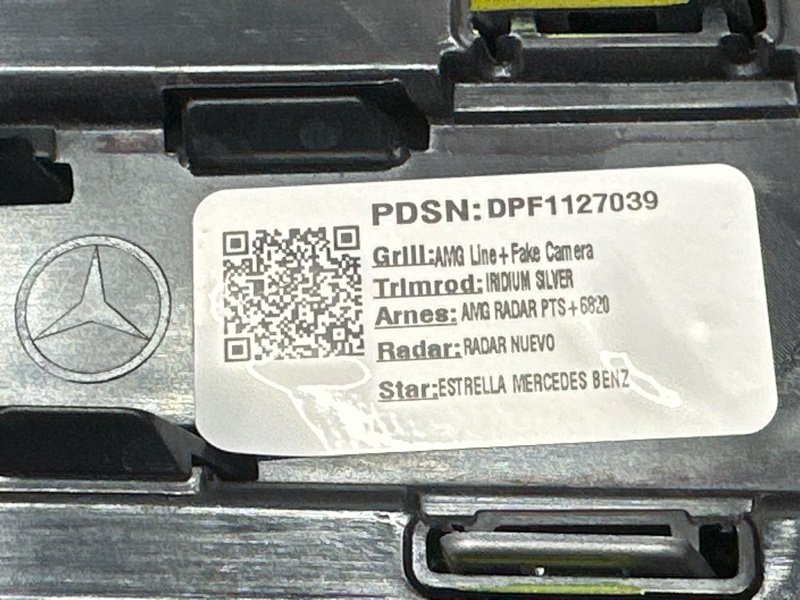 PDSN: DPF1127039
Grill: AMG Line+Fake Camera
Trimrod: IRIDIUM SILVER
Arnes: AMG RADAR PTS+6820
Radar: RADAR NUEVO
Star: ESTRELLA MERCEDES BENZ